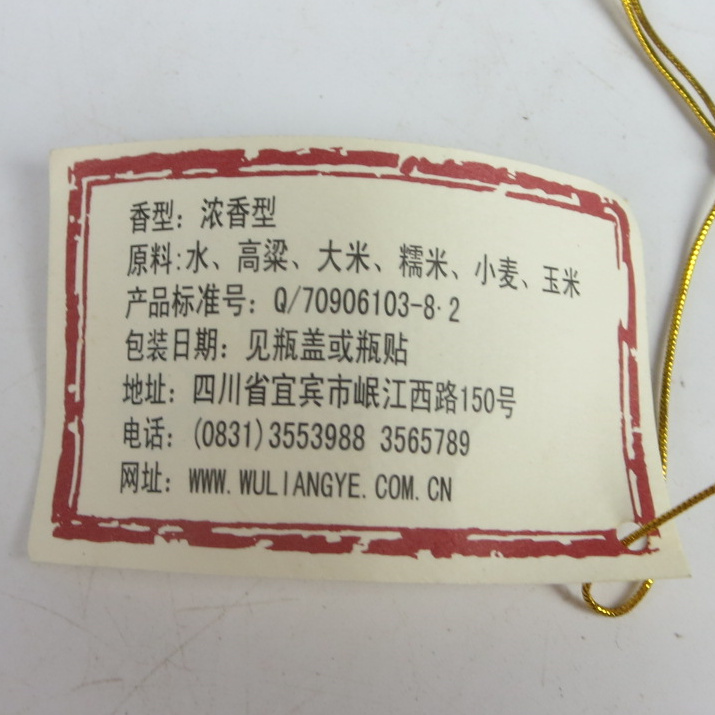 香型：浓香型
原料:水、高粱、大米、糯米、小麦、玉米
产品标准号：Q/70906103-8·2
包装日期：见瓶盖或瓶贴
地址：四川省宜宾市岷江西路150号
电话：(0831)3553988 3565789
网址：WWW.WULIANGYE.COM.CN